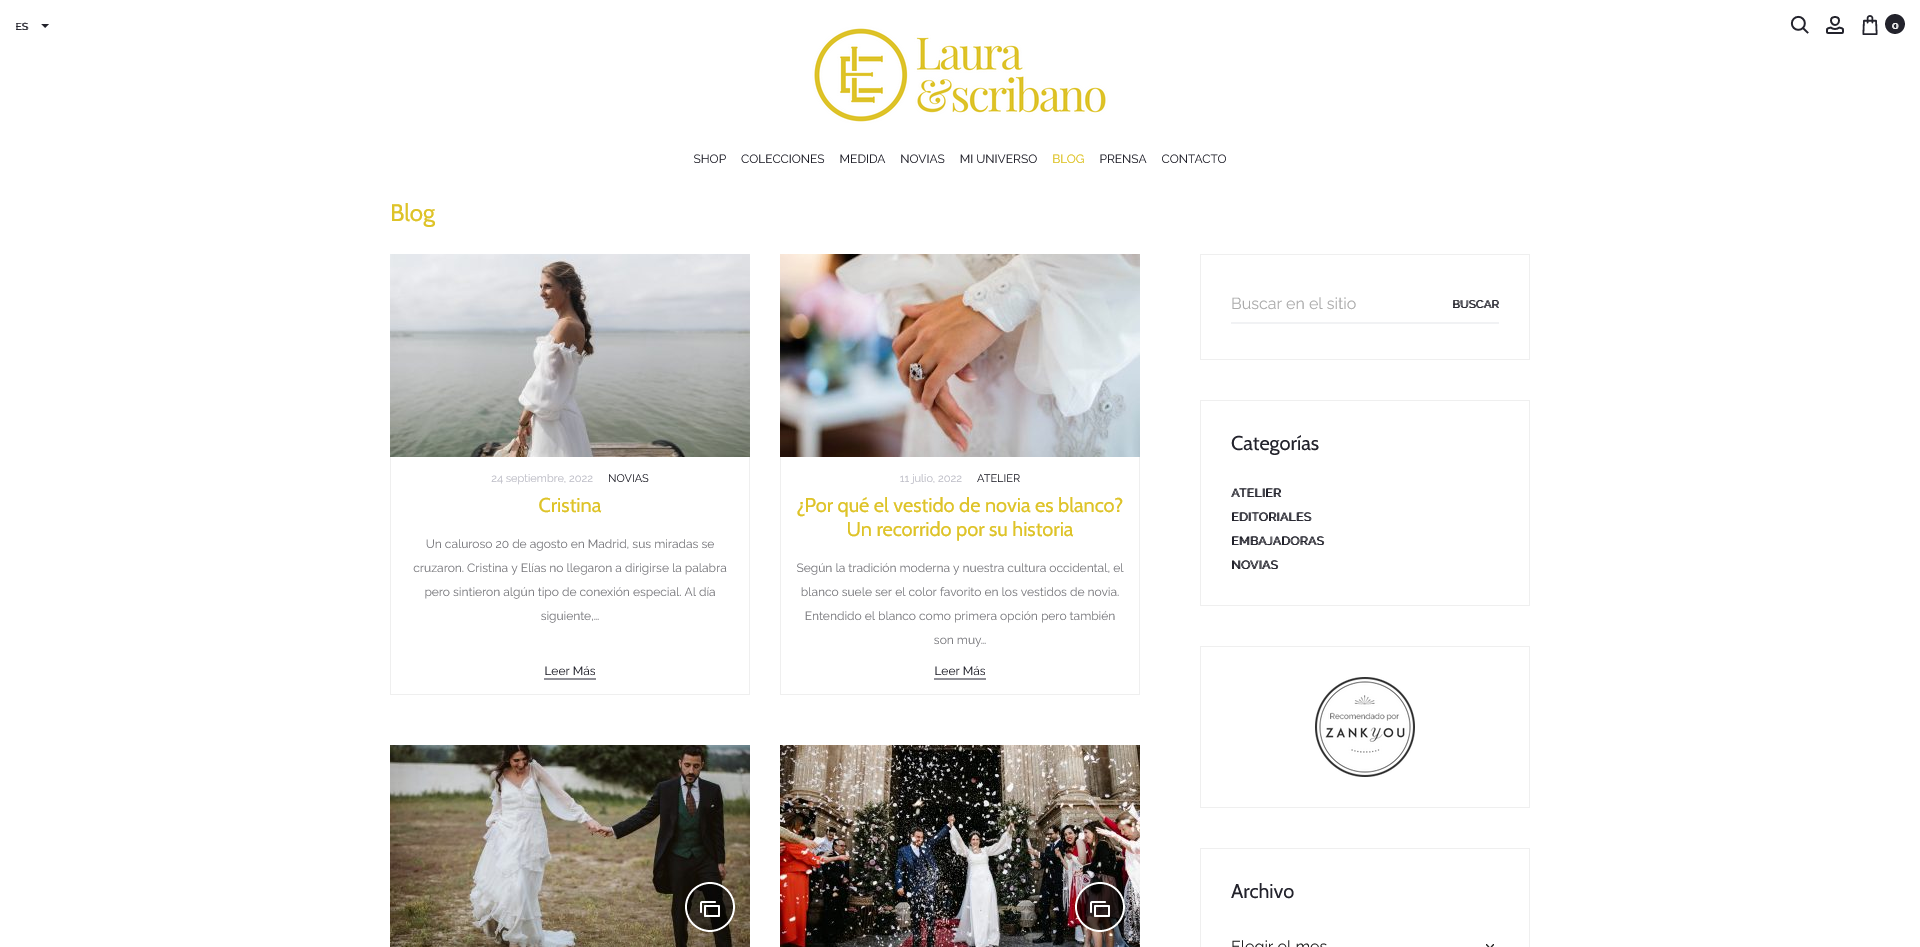 ES
0
Laura
&scribano
SHOP COLECCIONES MEDIDA NOVIAS MI UNIVERSO BLOG PRENSA CONTACTO
Blog
24 septiembre, 2022 NOVIAS
Cristina
Un caluroso 20 de agosto en Madrid, sus miradas se
cruzaron. Cristina y Elías no llegaron a dirigirse la palabra
pero sintieron algún tipo de conexión especial. Al día
siguiente,...
Leer Más
11 julio, 2022 ATELIER
¿Por qué el vestido de novia es blanco?
Un recorrido por su historia
Según la tradición moderna y nuestra cultura occidental, el
blanco suele ser el color favorito en los vestidos de novia.
Entendido el blanco como primera opción pero también
son muy...
Leer Más
Buscar en el sitio BUSCAR
Categorías
ATELIER
EDITORIALES
EMBAJADORAS
NOVIAS
Recomendado por
ZANKYOU
Archivo
Elegir el mes